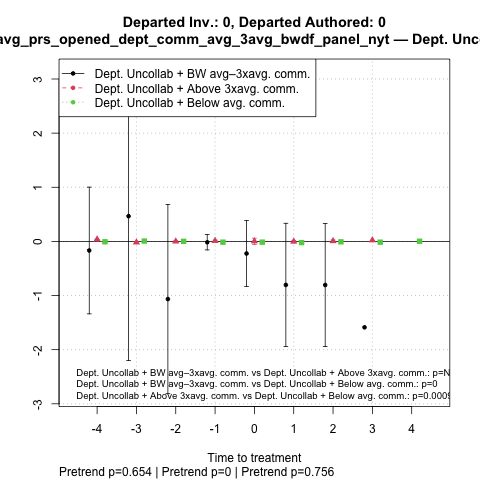 Departed Inv.: 0, Departed Authored: 0
avg_prs_opened_dept_comm_avg_3avg_bwdf_panel_nyt — Dept. Unco
Dept. Uncollab + BW avg–3xavg. comm.
Dept. Uncollab + Above 3xavg. comm.
Dept. Uncollab + Below avg. comm.
3
2
1
0
-1
-2
-3
Dept. Uncollab + BW avg–3xavg. comm. vs Dept. Uncollab + Above 3xavg. comm.: p=N
Dept. Uncollab + BW avg–3xavg. comm. vs Dept. Uncollab + Below avg. comm.: p=0
Dept. Uncollab + Above 3xavg. comm. vs Dept. Uncollab + Below avg. comm.: p=0.0009
-4 -3 -2 -1 0 1 2 3 4
Time to treatment
Pretrend p=0.654 | Pretrend p=0 | Pretrend p=0.756